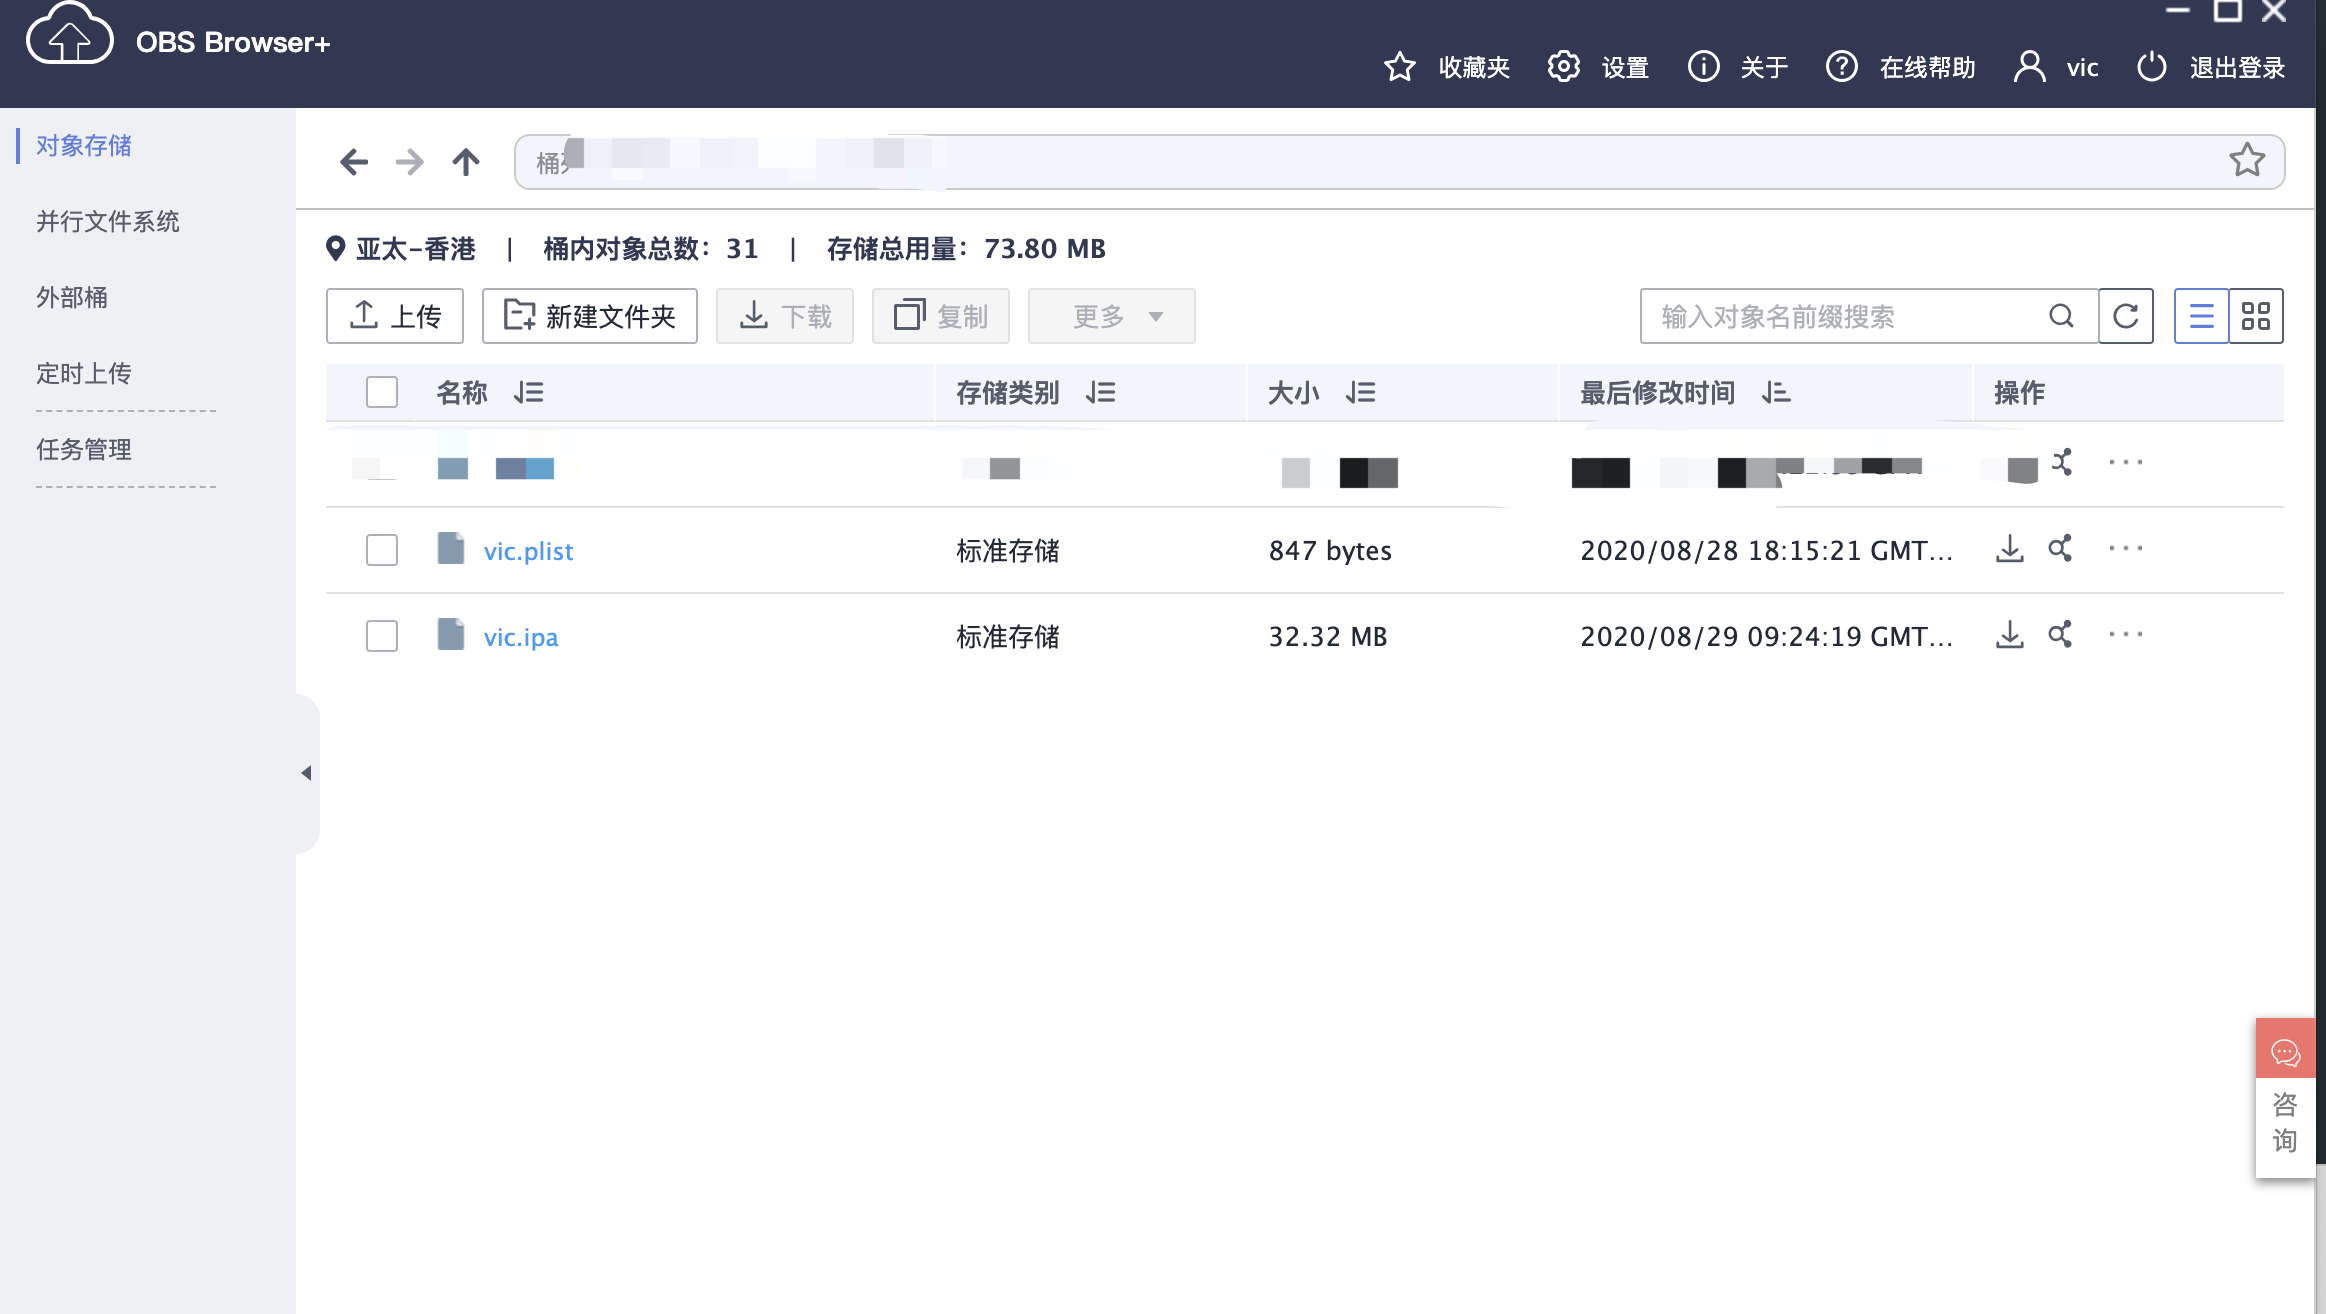 OBS Browser+
收藏夹 设置 关于 在线帮助 vic 退出登录
对象存储
并行文件系统
外部桶
定时上传
任务管理
桶
亚太-香港 | 桶内对象总数：31 | 存储总用量：73.80 MB
上传 新建文件夹 下载 复制 更多 输入对象名前缀搜索
名称 存储类别 大小 最后修改时间 操作
vic.plist 标准存储 847 bytes 2020/08/28 18:15:21 GMT...
vic.ipa 标准存储 32.32 MB 2020/08/29 09:24:19 GMT...
咨
询